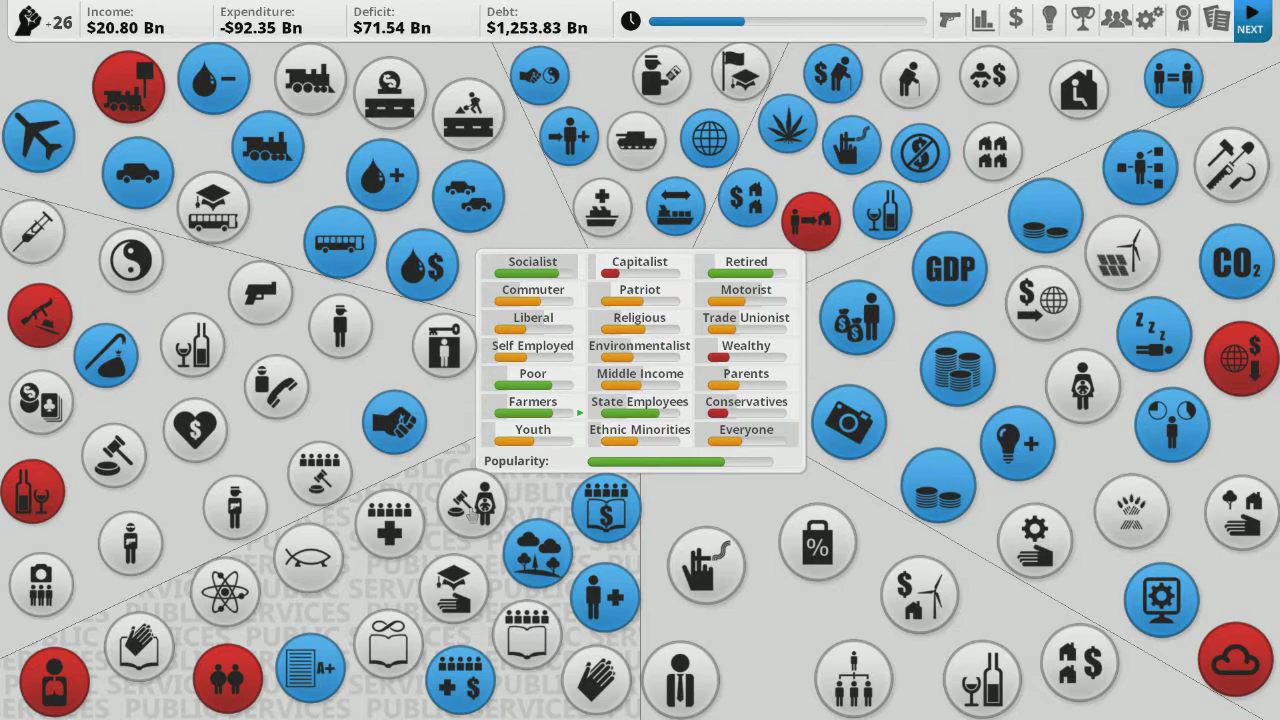 +26
Income:
$20.80 Bn
Expenditure:
-$92.35 Bn
Deficit:
$71.54 Bn
Debt:
$1,253.83 Bn
NEXT
Socialist
Capitalist
Retired
Commuter
Patriot
Motorist
Liberal
Religious
Trade Unionist
Self Employed
Environmentalist
Wealthy
Poor
Middle Income
Parents
Farmers
State Employees
Conservatives
Youth
Ethnic Minorities
Everyone
Popularity:
GDP
CO₂
A+
PUBLIC SERVICES